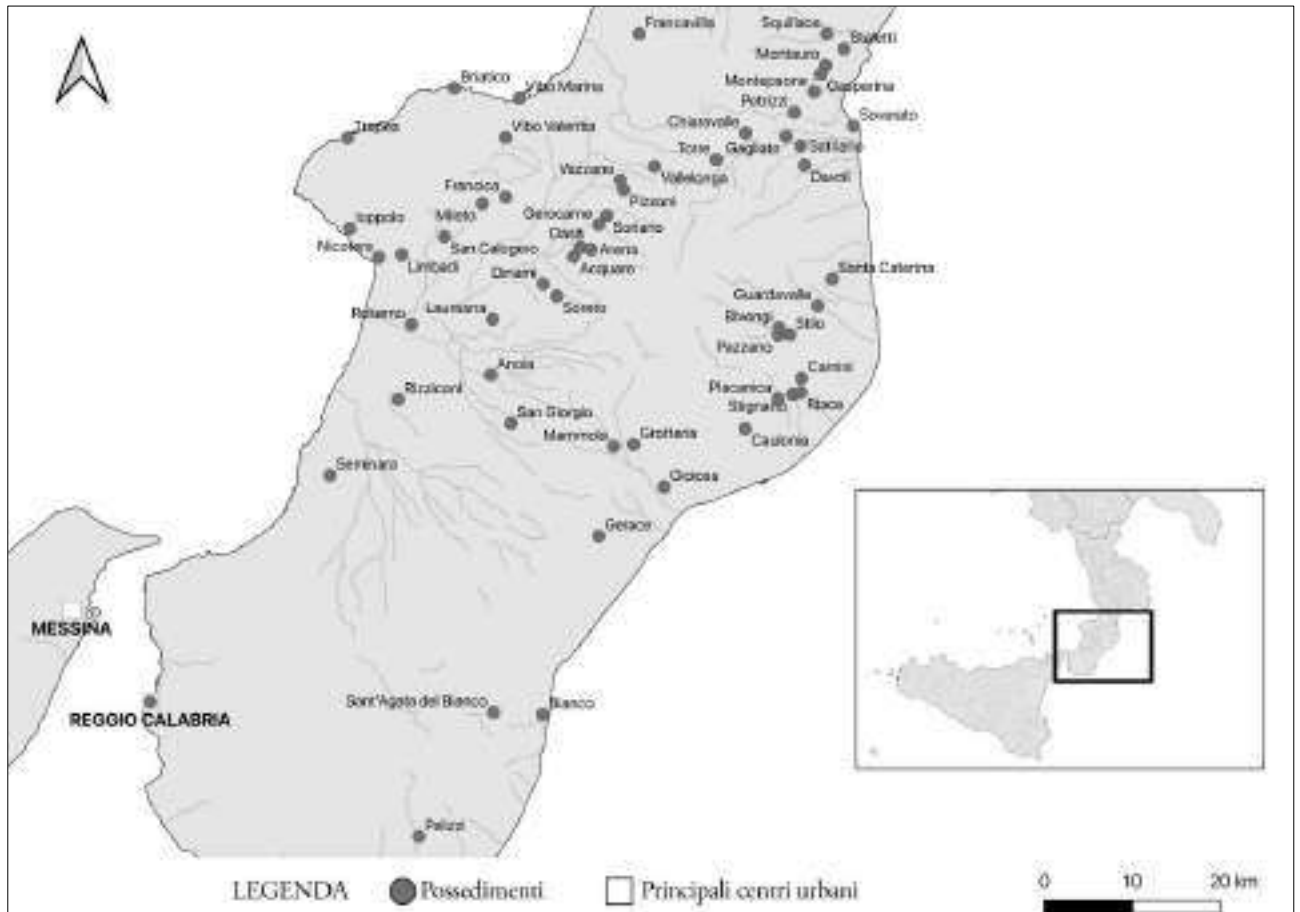 Francavilla
Squillace
Stalettì
Montauro
Montepaone
Gasperina
Petrizzi
Soverato
Briatico
Vibo Marina
Tropea
Vibo Valentia
Chiaravalle
Torre
Gagliato
Satriano
Davoli
Vazzano
Vallelonga
Pizzoni
Francica
Mileto
Gerocarne
Soriano
Ioppolo
Nicotera
Limbadi
San Calogero
Dasà
Arena
Acquaro
Dinami
Soreto
Santa Caterina
Guardavalle
Bivongi
Stilo
Pazzano
Rosarno
Laureana
Anoia
Camini
Placanica
Riace
Stignano
Rizziconi
San Giorgio
Mammola
Grotteria
Caulonia
Seminara
Gioiosa
Gerace
MESSINA
REGGIO CALABRIA
Sant'Agata del Bianco
Bianco
Palizzi
LEGENDA Possedimenti Principali centri urbani
0 10 20 km